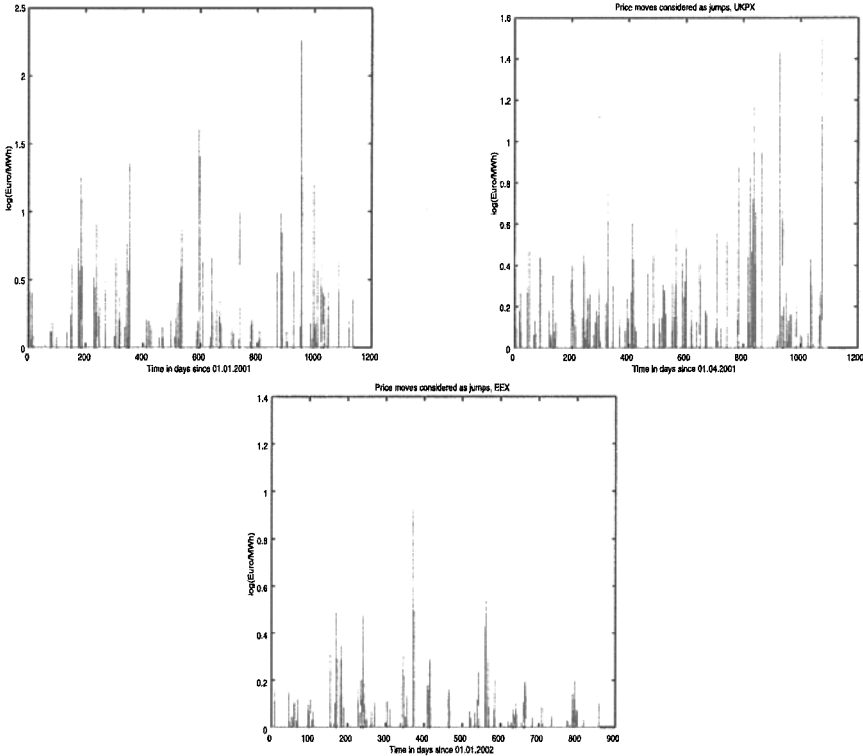 2.5
2
1.5
1
0.5
0
0 200 400 600 800 1000 1200
log(Euro/MWh)
Time in days since 01.01.2001
Price moves considered as jumps, UKPX
1.6
1.4
1.2
1
0.8
0.6
0.4
0.2
0
0 200 400 600 800 1000 1200
log(Euro/MWh)
Time in days since 01.04.2001
Price moves considered as jumps, EEX
1.4
1.2
1
0.8
0.6
0.4
0.2
0
0 100 200 300 400 500 600 700 800 900
log(Euro/MWh)
Time in days since 01.01.2002